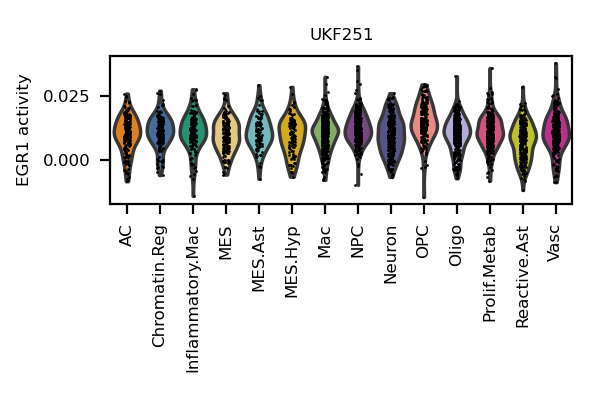 UKF251
EGR1 activity
0.025
0.000
AC
Chromatin.Reg
Inflammatory.Mac
MES
MES.Ast
MES.Hyp
Mac
NPC
Neuron
OPC
Oligo
Prolif.Metab
Reactive.Ast
Vasc